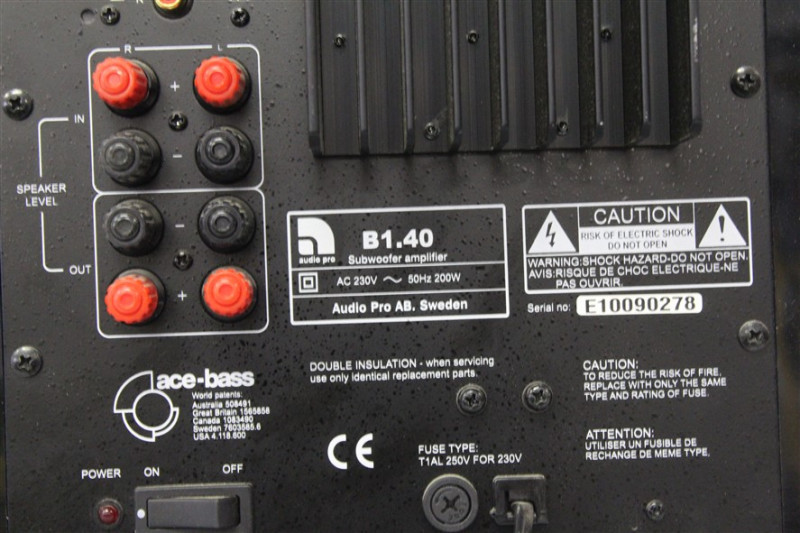 R L
IN
SPEAKER
LEVEL
OUT
+
−
−
+
audio pro
B1.40
Subwoofer amplifier
AC 230V ~ 50Hz 200W
Audio Pro AB. Sweden
CAUTION
RISK OF ELECTRIC SHOCK
DO NOT OPEN
WARNING:SHOCK HAZARD-DO NOT OPEN.
AVIS:RISQUE DE CHOC ELECTRIQUE-NE
PAS OUVRIR.
Serial no: E10090278
ace-bass
World patents:
Australia 508491
Great Britain 1565858
Canada 1083490
Sweden 7603585.6
USA 4.118.600
DOUBLE INSULATION - when servicing
use only identical replacement parts.
CAUTION:
TO REDUCE THE RISK OF FIRE,
REPLACE WITH ONLY THE SAME
TYPE AND RATING OF FUSE.
ATTENTION:
UTILISER UN FUSIBLE DE
RECHANGE DE MEME TYPE.
CE
FUSE TYPE:
T1AL 250V FOR 230V
POWER ON OFF